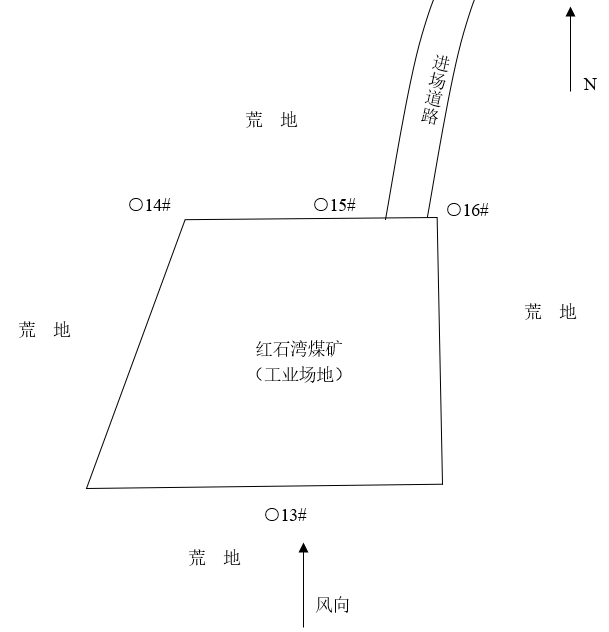 进场道路
N
荒 地
○14#
○15#
○16#
荒 地
荒 地
红石湾煤矿
（工业场地）
○13#
荒 地
风向